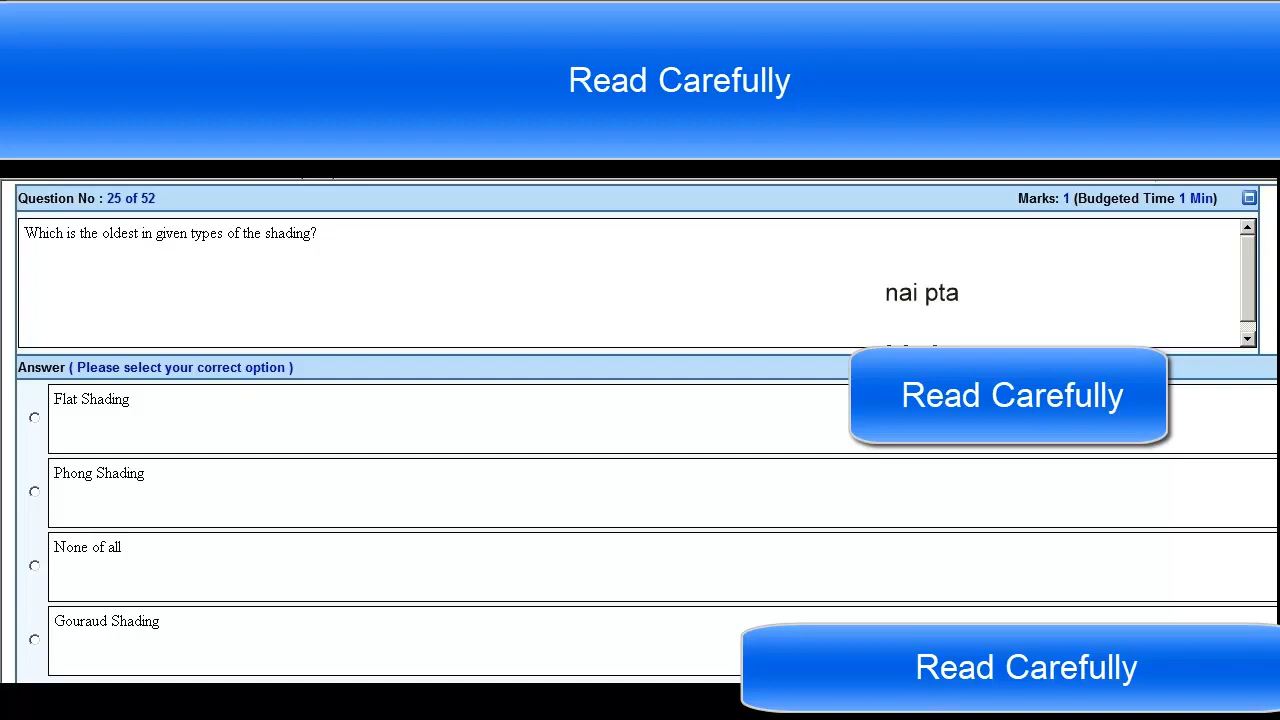 Read Carefully
Question No : 25 of 52
Marks: 1 (Budgeted Time 1 Min)
Which is the oldest in given types of the shading?
nai pta
Answer ( Please select your correct option )
Read Carefully
Flat Shading
Phong Shading
None of all
Gouraud Shading
Read Carefully